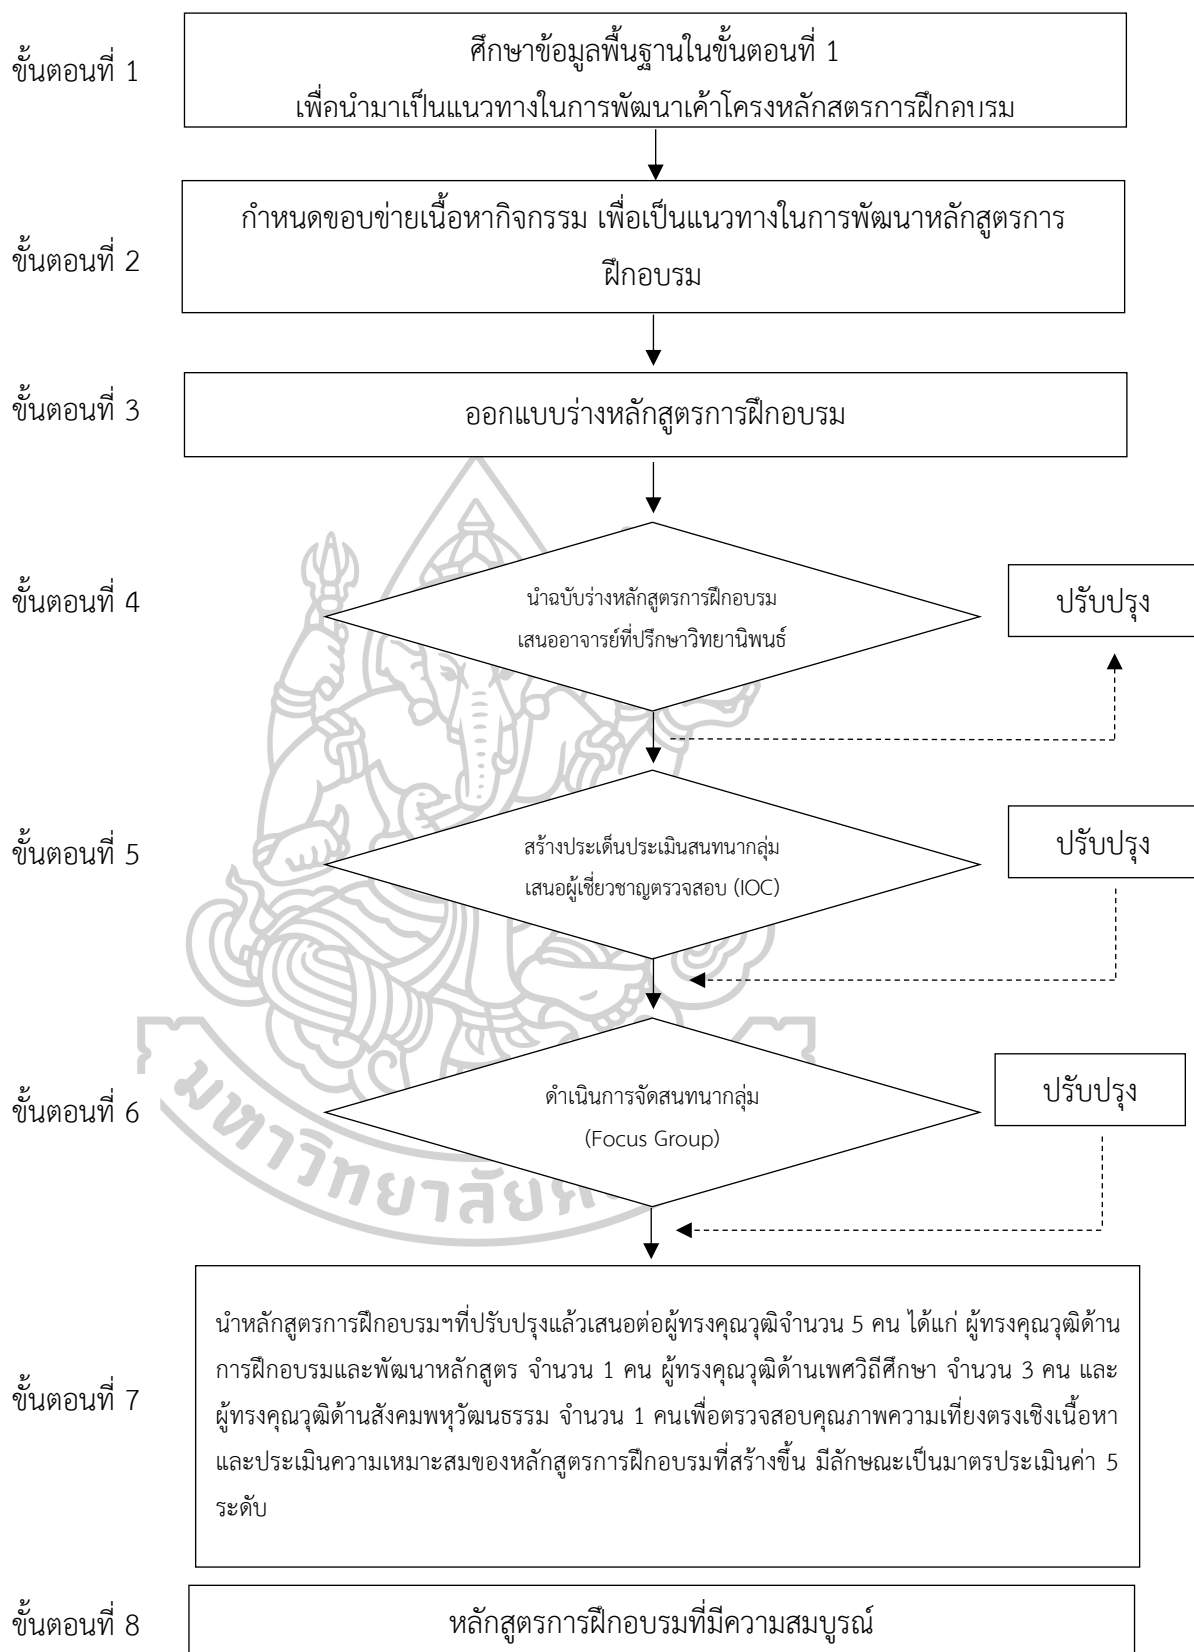 ขั้นตอนที่ 1
ศึกษาข้อมูลพื้นฐานในขั้นตอนที่ 1
เพื่อนำมาเป็นแนวทางในการพัฒนาเค้าโครงหลักสูตรการฝึกอบรม
ขั้นตอนที่ 2
กำหนดขอบข่ายเนื้อหากิจกรรม เพื่อเป็นแนวทางในการพัฒนาหลักสูตรการ
ฝึกอบรม
ขั้นตอนที่ 3
ออกแบบร่างหลักสูตรการฝึกอบรม
ขั้นตอนที่ 4
นำฉบับร่างหลักสูตรการฝึกอบรม
เสนออาจารย์ที่ปรึกษาวิทยานิพนธ์
ปรับปรุง
ขั้นตอนที่ 5
สร้างประเด็นประเมินสนทนากลุ่ม
เสนอผู้เชี่ยวชาญตรวจสอบ (IOC)
ปรับปรุง
ขั้นตอนที่ 6
ดำเนินการจัดสนทนากลุ่ม
(Focus Group)
ปรับปรุง
มหาวิทยาลัย
ขั้นตอนที่ 7
นำหลักสูตรการฝึกอบรมฯที่ปรับปรุงแล้วเสนอต่อผู้ทรงคุณวุฒิจำนวน 5 คน ได้แก่ ผู้ทรงคุณวุฒิด้าน
การฝึกอบรมและพัฒนาหลักสูตร จำนวน 1 คน ผู้ทรงคุณวุฒิด้านเพศวิถีศึกษา จำนวน 3 คน และ
ผู้ทรงคุณวุฒิด้านสังคมพหุวัฒนธรรม จำนวน 1 คนเพื่อตรวจสอบคุณภาพความเที่ยงตรงเชิงเนื้อหา
และประเมินความเหมาะสมของหลักสูตรการฝึกอบรมที่สร้างขึ้น มีลักษณะเป็นมาตรประเมินค่า 5
ระดับ
ขั้นตอนที่ 8
หลักสูตรการฝึกอบรมที่มีความสมบูรณ์